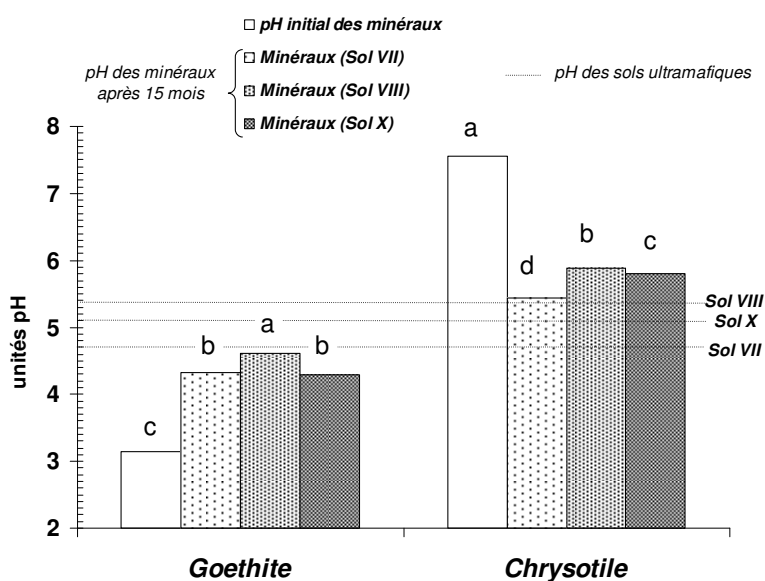 pH initial des minéraux
pH des minéraux
après 15 mois
Minéraux (Sol VII)
Minéraux (Sol VIII)
Minéraux (Sol X)
pH des sols ultramafiques
unités pH
8
7
6
5
4
3
2
c
b
a
b
a
d
b
c
Sol VIII
Sol X
Sol VII
Goethite
Chrysotile